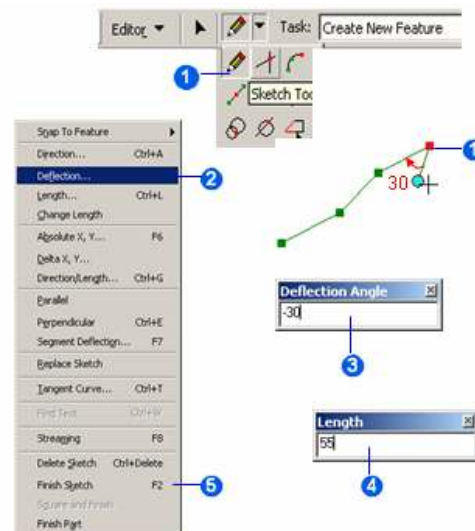 Editor Task: Create New Feature
1
Sketch Too
Snap To Feature
Direction... Ctrl+A
Deflection... 2
Length... Ctrl+L
Change Length
Absolute X, Y... F6
Delta X, Y...
Direction/Length... Ctrl+G
Parallel
Perpendicular Ctrl+E
Segment Deflection... F7
Replace Sketch
Tangent Curve... Ctrl+T
Find Text Ctrl+W
Streaming F8
Delete Sketch Ctrl+Delete
Finish Sketch F2 5
Square and Finish
Finish Part
1
30
Deflection Angle
-30
3
Length
55
4